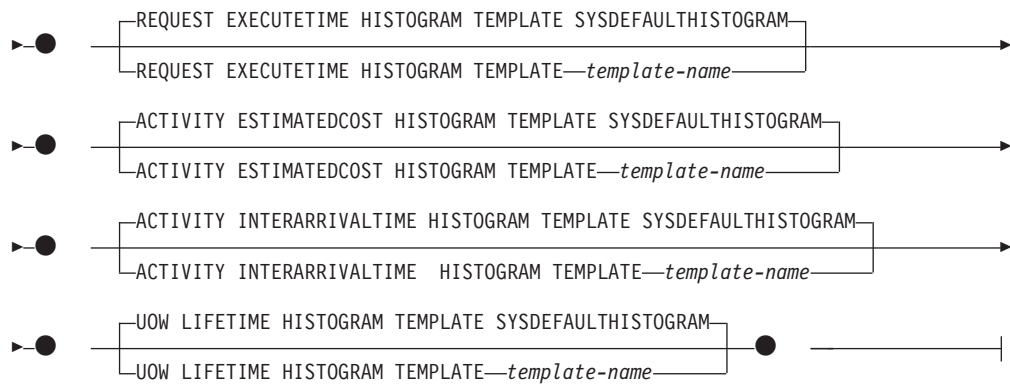 REQUEST EXECUTETIME HISTOGRAM TEMPLATE SYSDEFAULTHISTOGRAM
REQUEST EXECUTETIME HISTOGRAM TEMPLATE template-name
ACTIVITY ESTIMATEDCOST HISTOGRAM TEMPLATE SYSDEFAULTHISTOGRAM
ACTIVITY ESTIMATEDCOST HISTOGRAM TEMPLATE template-name
ACTIVITY INTERARRIVALTIME HISTOGRAM TEMPLATE SYSDEFAULTHISTOGRAM
ACTIVITY INTERARRIVALTIME HISTOGRAM TEMPLATE template-name
UOW LIFETIME HISTOGRAM TEMPLATE SYSDEFAULTHISTOGRAM
UOW LIFETIME HISTOGRAM TEMPLATE template-name